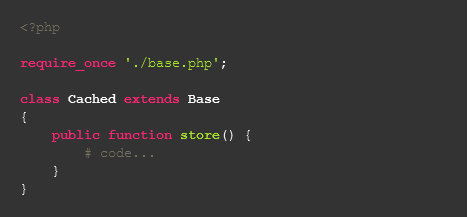 <?php
require_once './base.php';
class Cached extends Base
{
    public function store() {
        # code...
    }
}